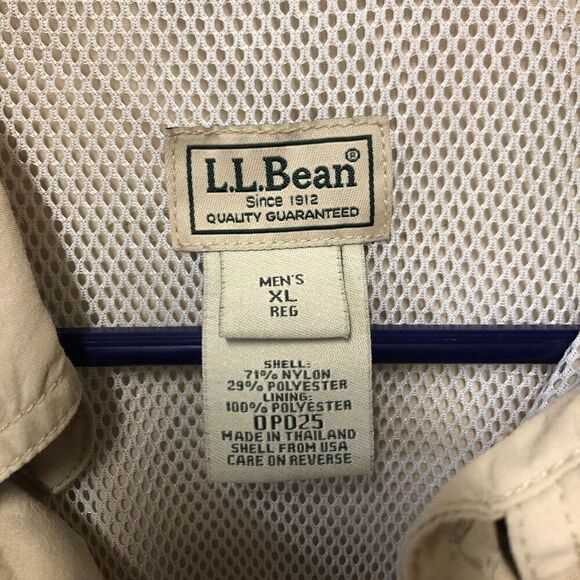 L.L.Bean®
Since 1912
QUALITY GUARANTEED
MEN'S
XL
REG
SHELL:
71% NYLON
29% POLYESTER
LINING:
100% POLYESTER
0PD25
MADE IN THAILAND
SHELL FROM USA
CARE ON REVERSE